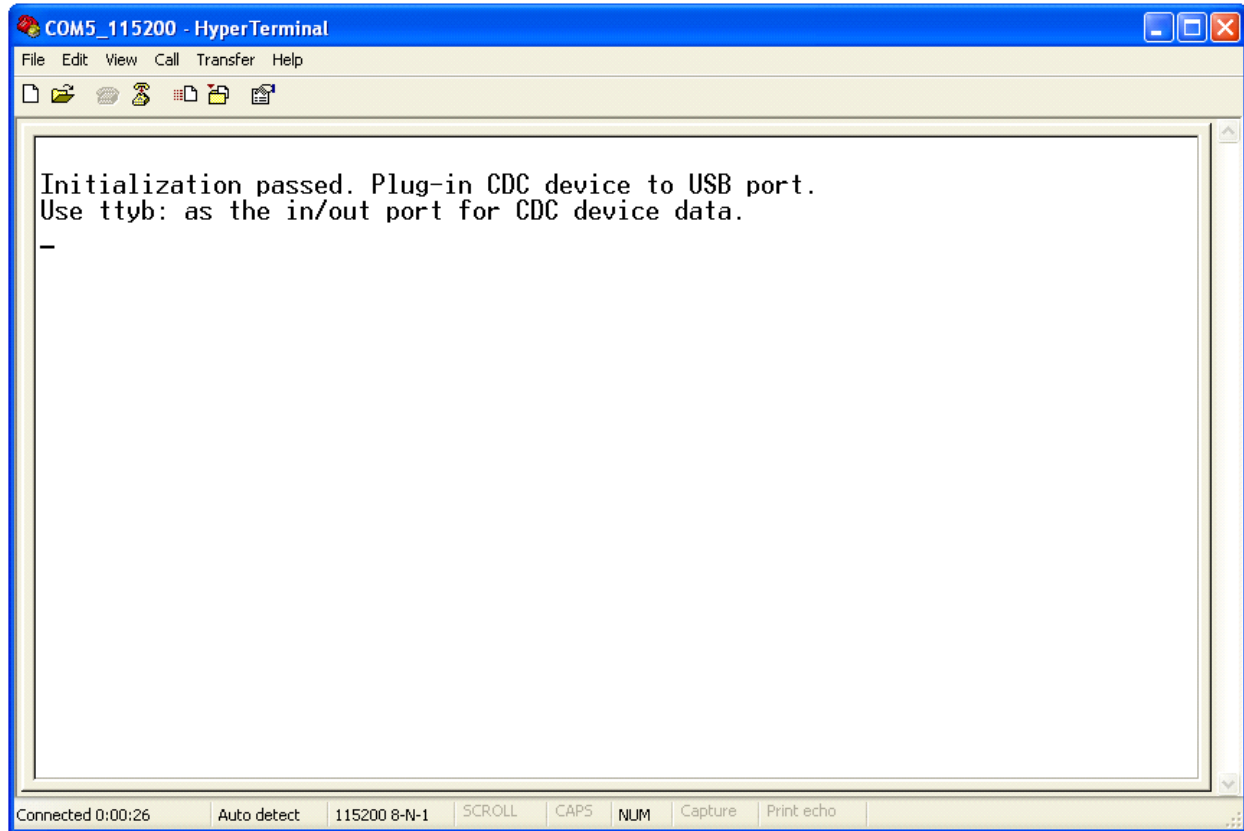 COM5_115200 - HyperTerminal
File Edit View Call Transfer Help
Initialization passed. Plug-in CDC device to USB port.
Use ttyb: as the in/out port for CDC device data.
_
Connected 0:00:26 Auto detect 115200 8-N-1 SCROLL CAPS NUM Capture Print echo